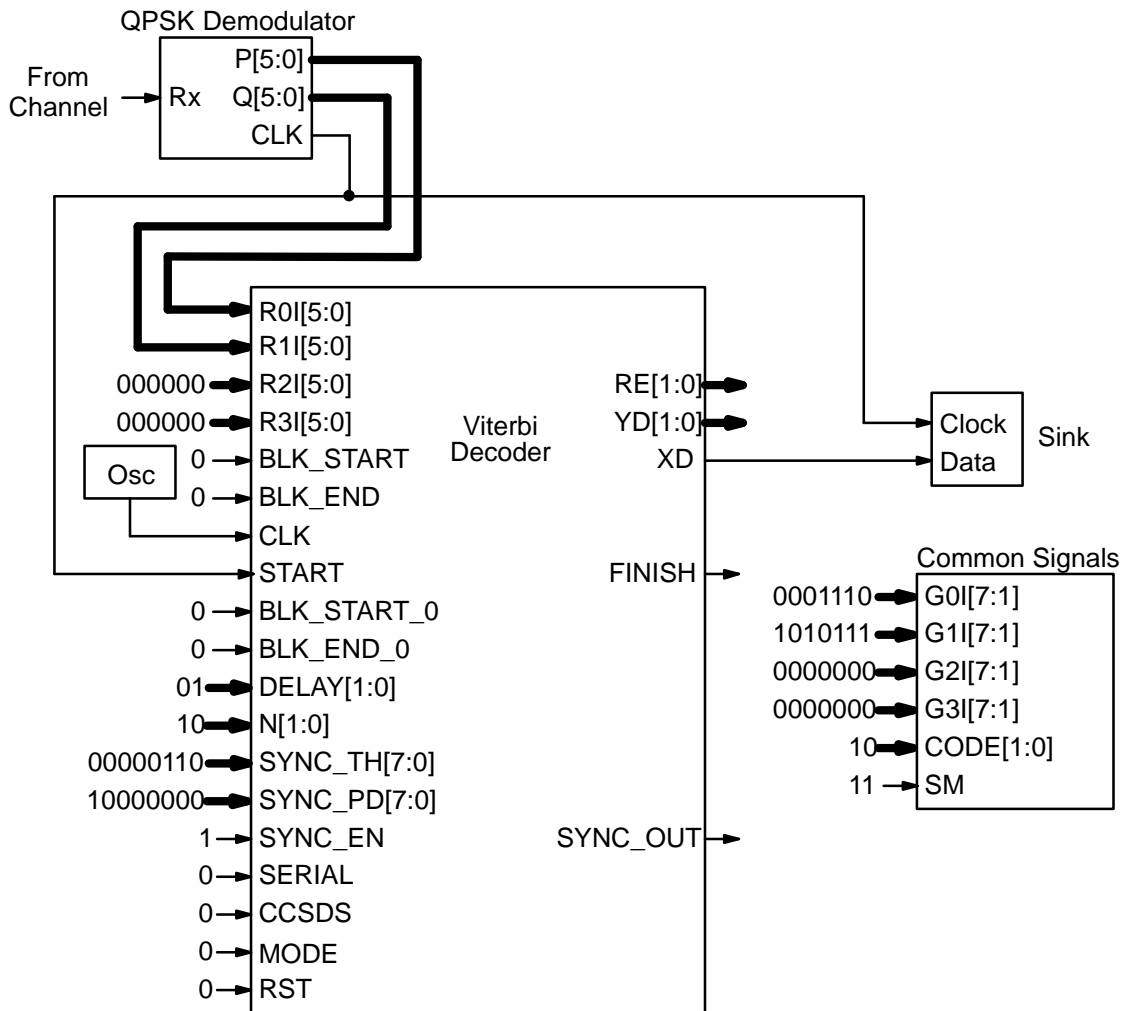 QPSK Demodulator
From
Channel
Rx
P[5:0]
Q[5:0]
CLK
R0I[5:0]
R1I[5:0]
000000 R2I[5:0]
000000 R3I[5:0]
0 BLK_START
0 BLK_END
Osc
CLK
START
0 BLK_START_0
0 BLK_END_0
01 DELAY[1:0]
10 N[1:0]
00000110 SYNC_TH[7:0]
10000000 SYNC_PD[7:0]
1 SYNC_EN
0 SERIAL
0 CCSDS
0 MODE
0 RST
Viterbi
Decoder
RE[1:0]
YD[1:0]
XD
FINISH
SYNC_OUT
Clock
Data
Sink
Common Signals
0001110 G0I[7:1]
1010111 G1I[7:1]
0000000 G2I[7:1]
0000000 G3I[7:1]
10 CODE[1:0]
11 SM